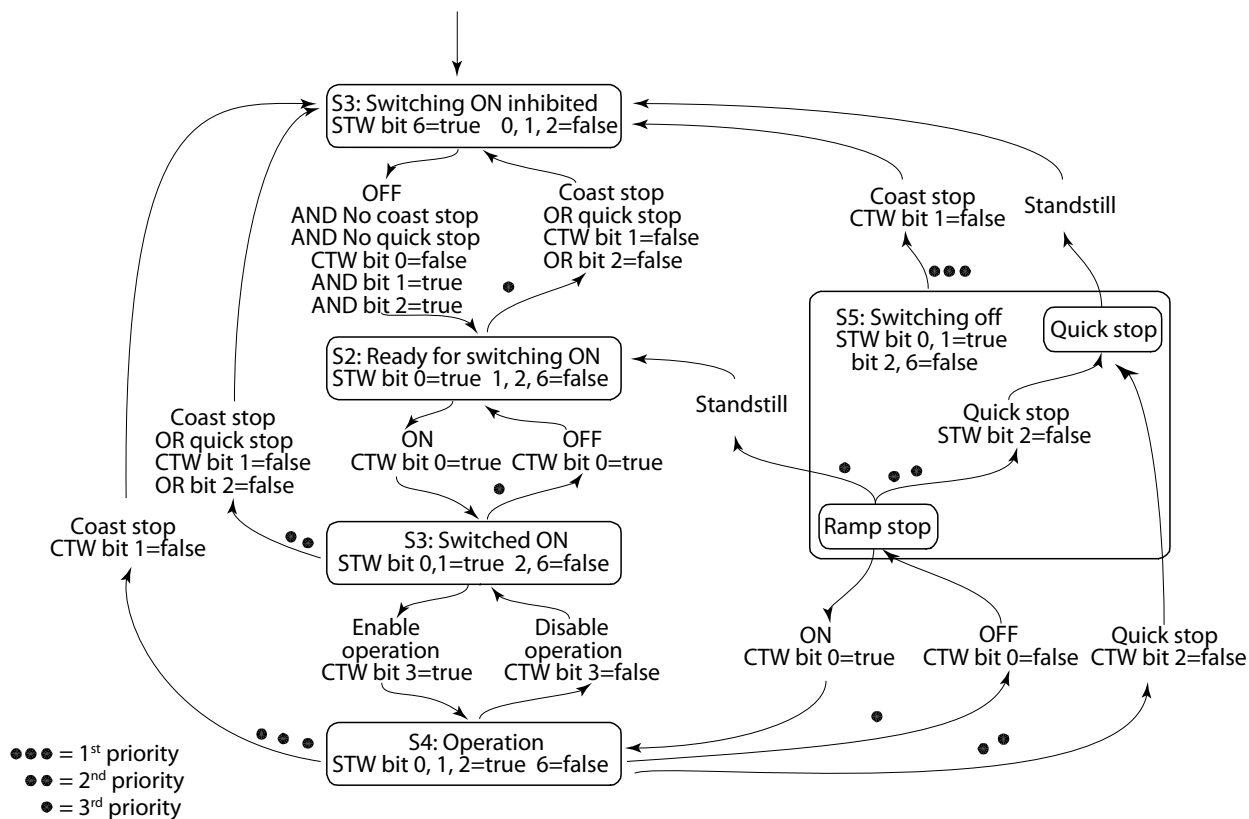 S3: Switching ON inhibited
STW bit 6=true 0, 1, 2=false
OFF
AND No coast stop
AND No quick stop
CTW bit 0=false
AND bit 1=true
AND bit 2=true
Coast stop
OR quick stop
CTW bit 1=false
OR bit 2=false
Coast stop
CTW bit 1=false
Standstill
S5: Switching off
STW bit 0, 1=true
bit 2, 6=false
Quick stop
S2: Ready for switching ON
STW bit 0=true 1, 2, 6=false
Standstill
Quick stop
STW bit 2=false
Coast stop
OR quick stop
CTW bit 1=false
OR bit 2=false
ON
CTW bit 0=true
OFF
CTW bit 0=true
Ramp stop
Coast stop
CTW bit 1=false
S3: Switched ON
STW bit 0,1=true 2, 6=false
Enable
operation
CTW bit 3=true
Disable
operation
CTW bit 3=false
ON
CTW bit 0=true
OFF
CTW bit 0=false
Quick stop
CTW bit 2=false
S4: Operation
STW bit 0, 1, 2=true 6=false
= 1st priority
= 2nd priority
= 3rd priority